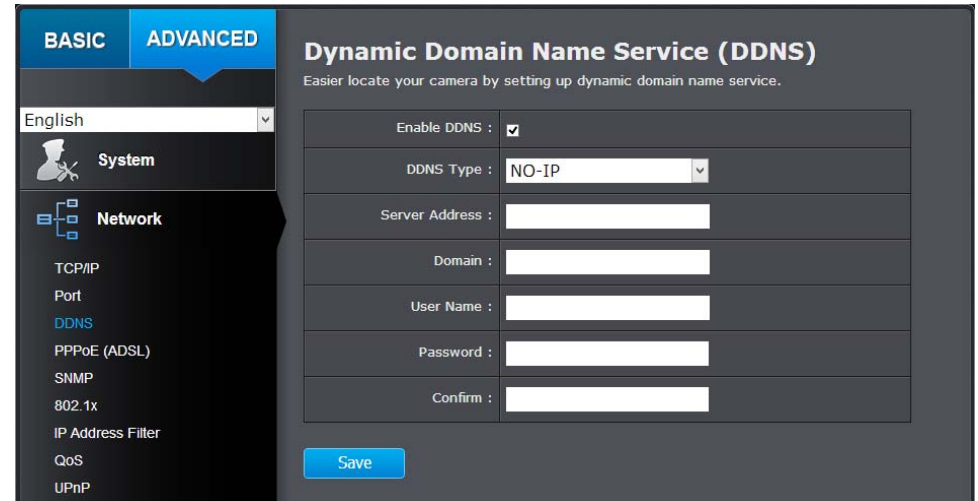 BASIC
ADVANCED
English
System
Network
TCP/IP
Port
DDNS
PPPoE (ADSL)
SNMP
802.1x
IP Address Filter
QoS
UPnP
Dynamic Domain Name Service (DDNS)
Easier locate your camera by setting up dynamic domain name service.
Enable DDNS :
DDNS Type : NO-IP
Server Address :
Domain :
User Name :
Password :
Confirm :
Save